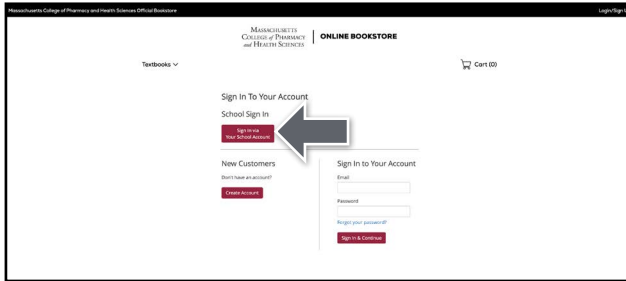 Massachusetts College of Pharmacy and Health Sciences Official Bookstore
Login/Sign U
MASSACHUSETTS
COLLEGE of PHARMACY
and HEALTH SCIENCES
ONLINE BOOKSTORE
Textbooks
Cart (0)
Sign In To Your Account
School Sign In
Sign In via
Your School Account
New Customers
Don't have an account?
Create Account
Sign In to Your Account
Email
Password
Forgot your password?
Sign In & Continue